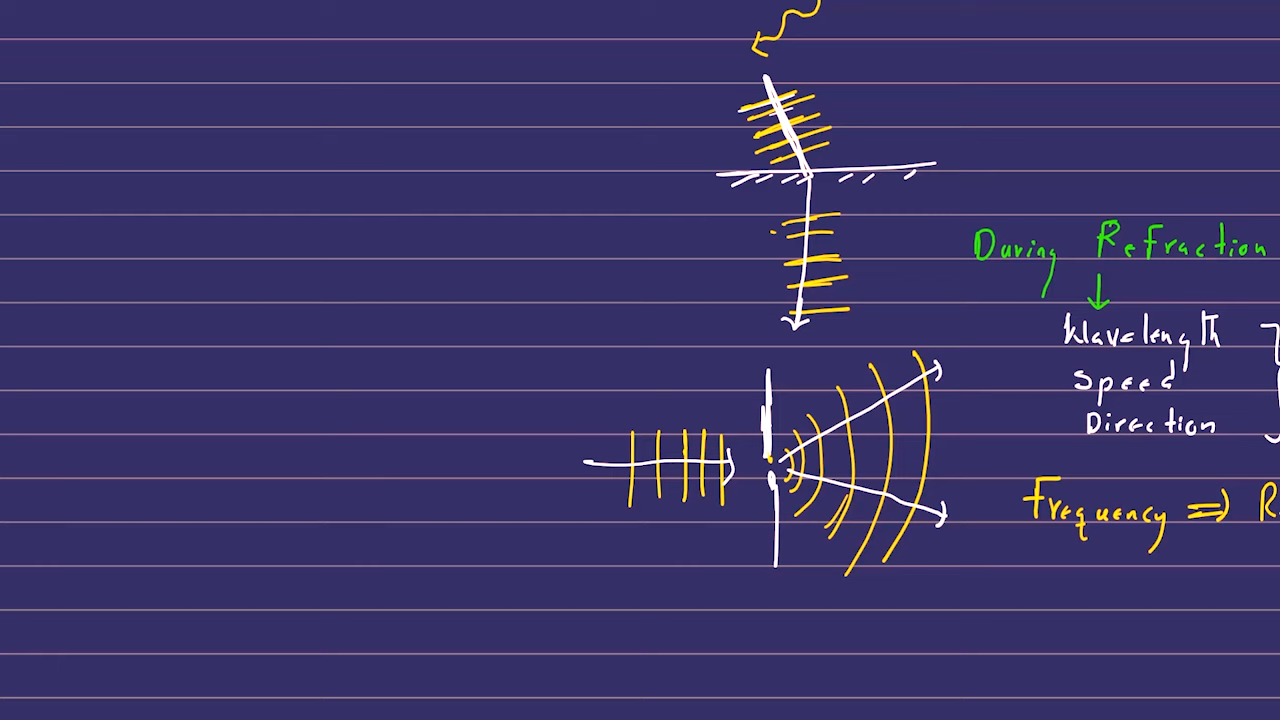 During Refraction
Wavelength
Speed
Direction
Frequency ⇒ R